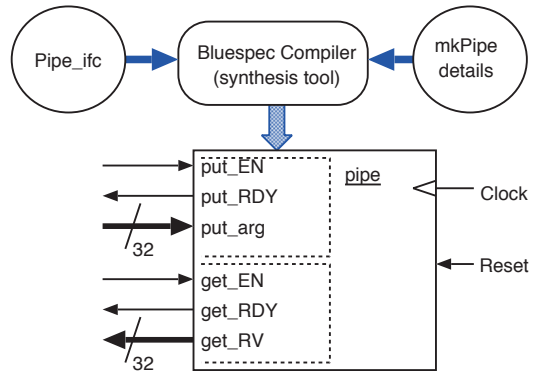 Pipe_ifc
Bluespec Compiler
(synthesis tool)
mkPipe
details
put_EN
put_RDY
put_arg
32
get_EN
get_RDY
get_RV
32
pipe
Clock
Reset